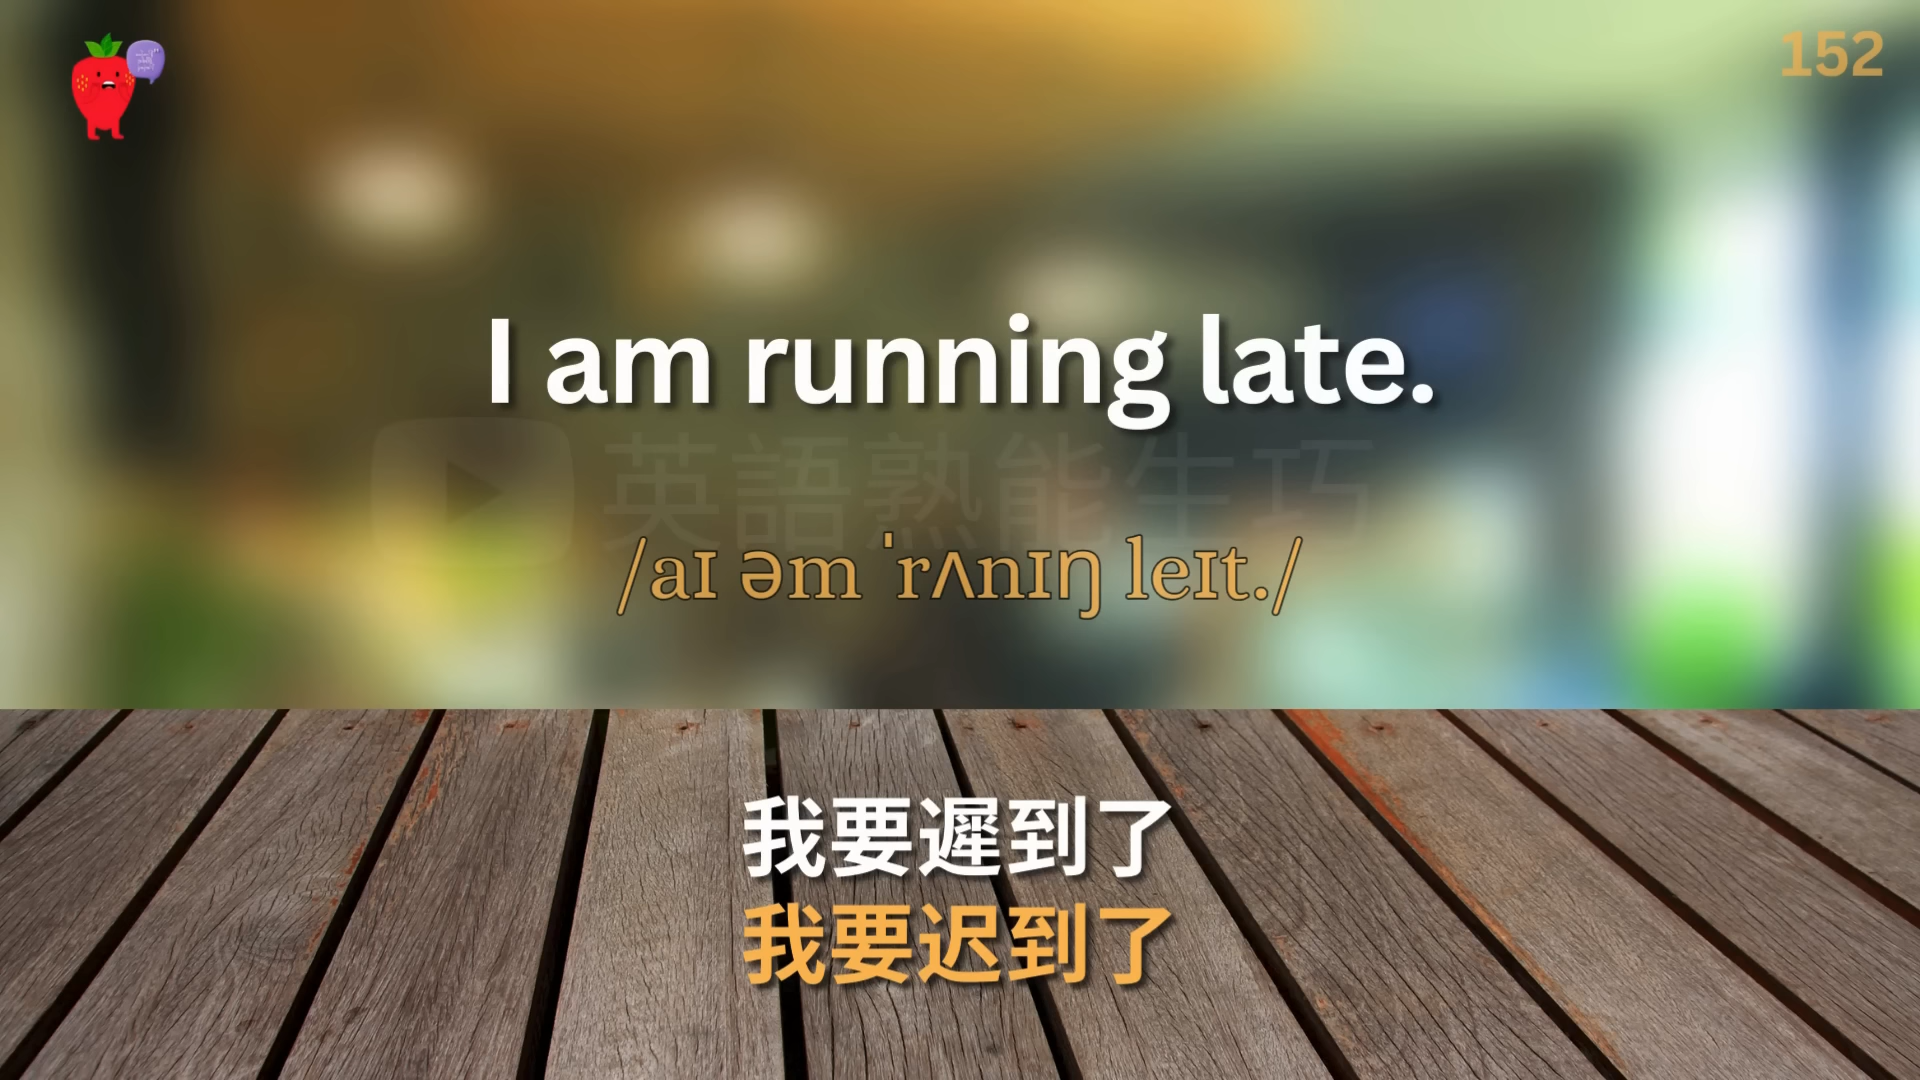 152
I am running late.
英語熟能生巧
/aɪ əm ˈrʌnɪŋ leɪt./
我要遲到了
我要迟到了